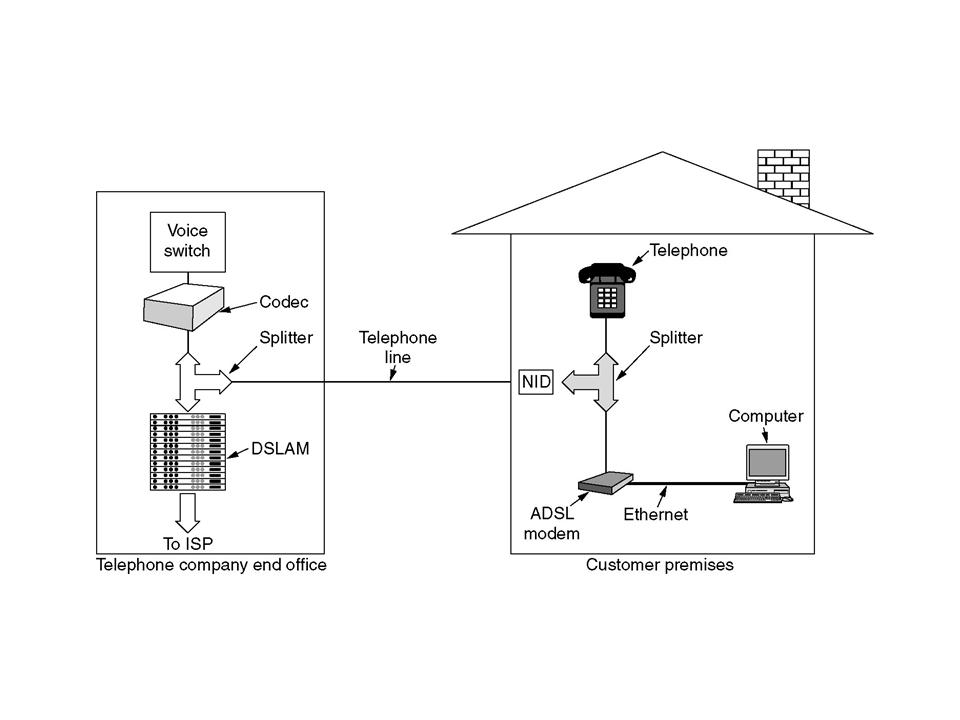 Voice
switch
Codec
Splitter
DSLAM
To ISP
Telephone company end office
Telephone
line
NID
Telephone
Splitter
Computer
ADSL
modem
Ethernet
Customer premises